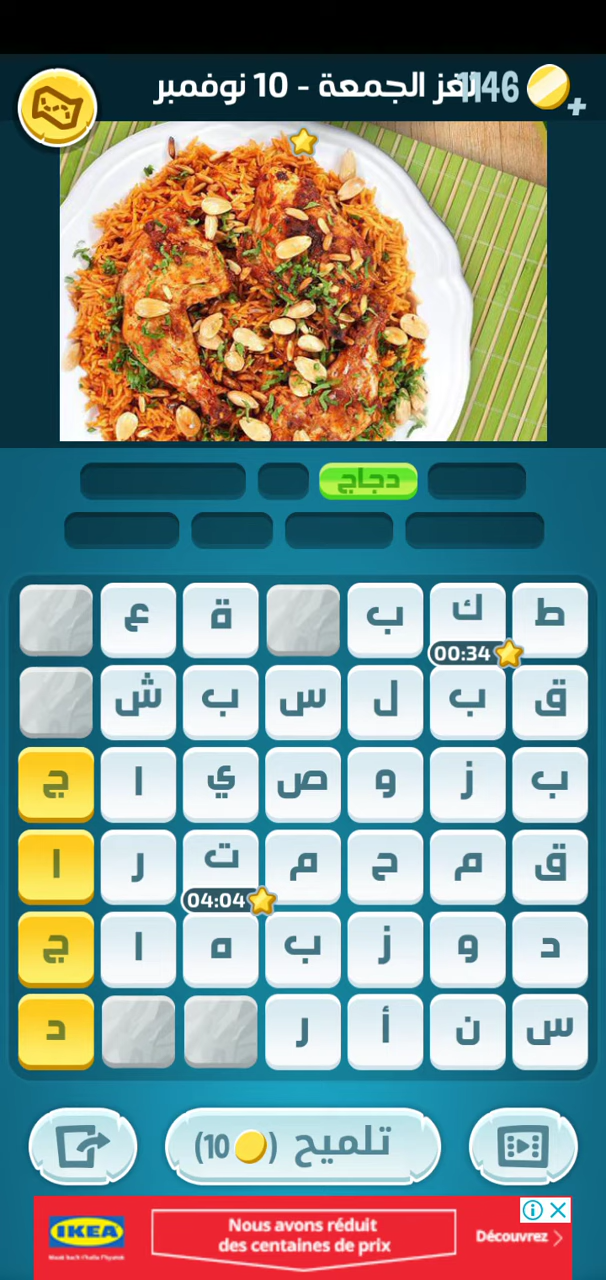 لغز الجمعة - 10 نوفمبر
1146
دجاج
ط ك ب ة ع
00:34
ق ب ل س ب ش
ب ز و ص ي ا ج
ق م ح م ت ر ا
04:04
د و ز ب ه ا ج
س ن أ ر د
تلميح (10)
IKEA
Nous avons réduit
des centaines de prix
Découvrez